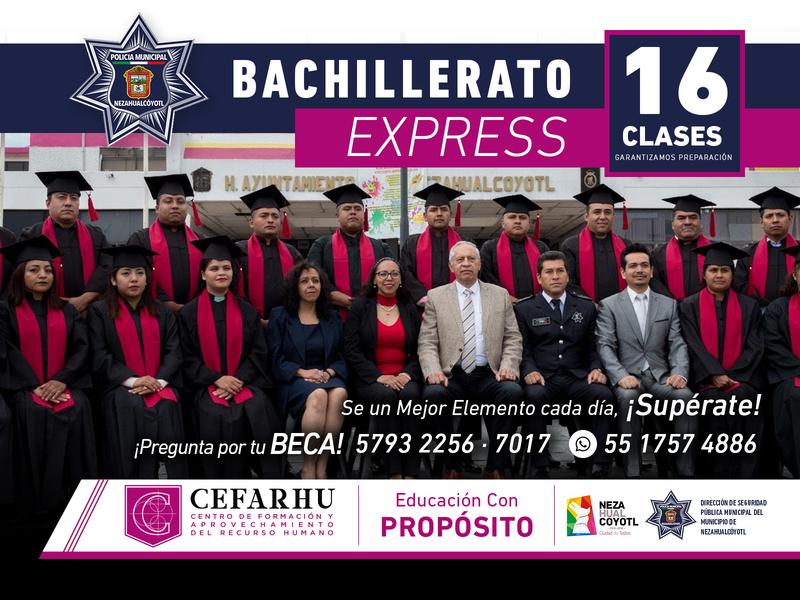 POLICIA MUNICIPAL
NEZAHUALCÓYOTL
BACHILLERATO
EXPRESS
16
CLASES
GARANTIZAMOS PREPARACIÓN
H. AYUNTAMIENTO NEZAHUALCOYOTL
Se un Mejor Elemento cada día, ¡Supérate!
¡Pregunta por tu BECA! 5793 2256 · 7017 55 1757 4886
CEFARHU
CENTRO DE FORMACIÓN Y
APROVECHAMIENTO
DEL RECURSO HUMANO
Educación Con
PROPÓSITO
NEZA
HUAL
COYOTL
Ciudad de Todos
DIRECCIÓN DE SEGURIDAD
PÚBLICA MUNICIPAL DEL
MUNICIPIO DE
NEZAHUALCÓYOTL